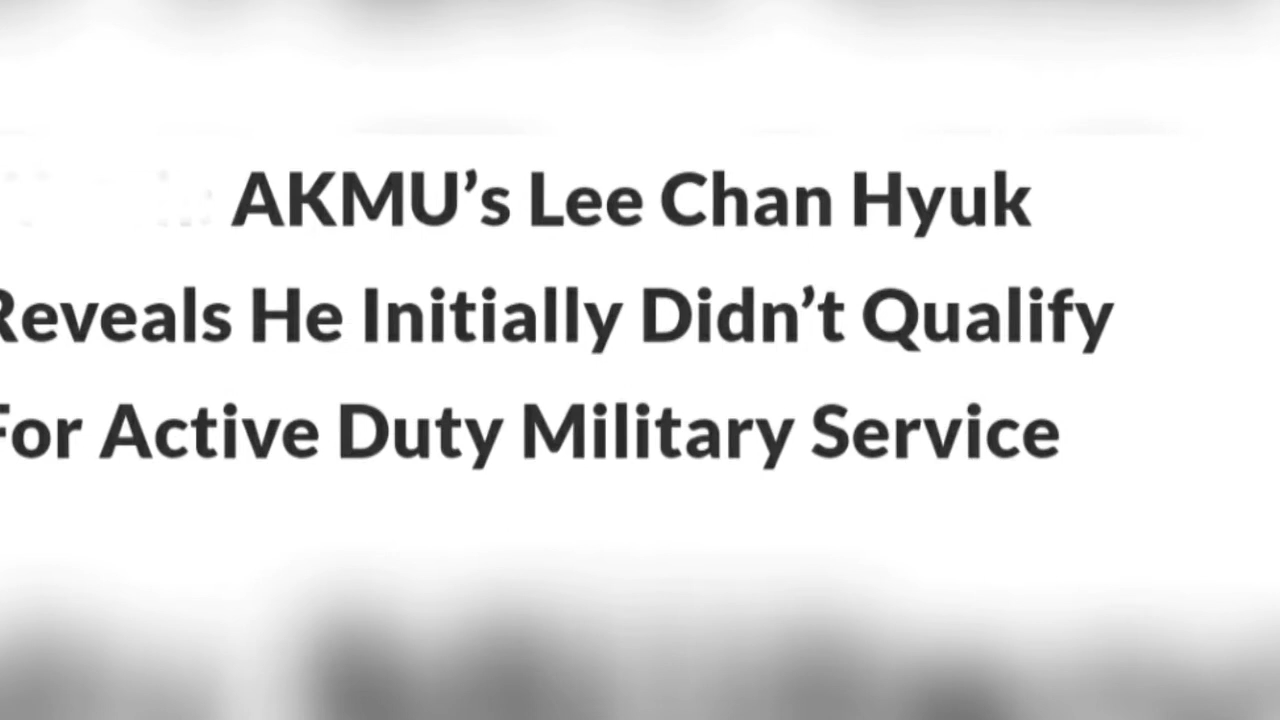 AKMU’s Lee Chan Hyuk
Reveals He Initially Didn’t Qualify
For Active Duty Military Service